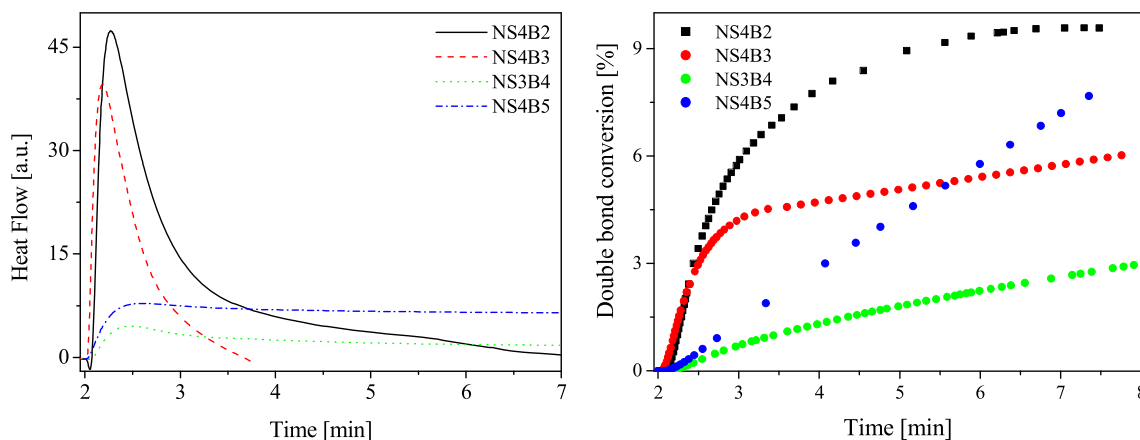 45
30
15
0
Heat Flow [a.u.]
NS4B2
NS4B3
NS3B4
NS4B5
2
3
4
5
6
7
Time [min]
9
6
3
0
Double bond conversion [%]
NS4B2
NS4B3
NS3B4
NS4B5
2
3
4
5
6
7
8
Time [min]